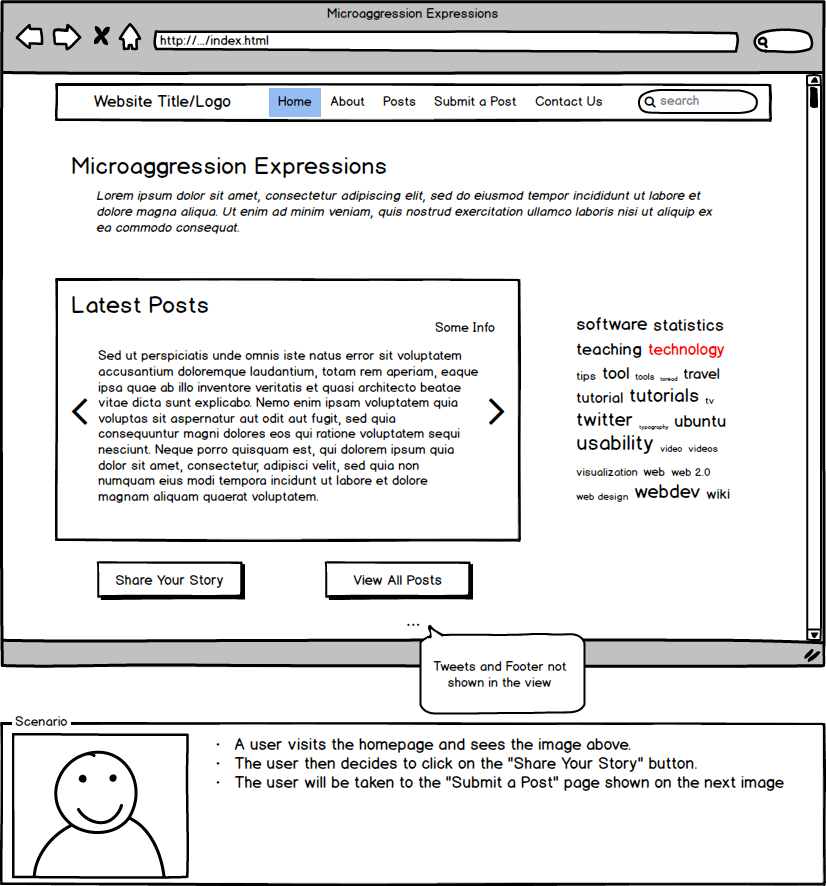 Microaggression Expressions
http://.../index.html
Website Title/Logo Home About Posts Submit a Post Contact Us search
Microaggression Expressions
Lorem ipsum dolor sit amet, consectetur adipiscing elit, sed do eiusmod tempor incididunt ut labore et
dolore magna aliqua. Ut enim ad minim veniam, quis nostrud exercitation ullamco laboris nisi ut aliquip ex
ea commodo consequat.
Latest Posts
Some Info
Sed ut perspiciatis unde omnis iste natus error sit voluptatem
accusantium doloremque laudantium, totam rem aperiam, eaque
ipsa quae ab illo inventore veritatis et quasi architecto beatae
vitae dicta sunt explicabo. Nemo enim ipsam voluptatem quia
voluptas sit aspernatur aut odit aut fugit, sed quia
consequuntur magni dolores eos qui ratione voluptatem sequi
nesciunt. Neque porro quisquam est, qui dolorem ipsum quia
dolor sit amet, consectetur, adipisci velit, sed quia non
numquam eius modi tempora incidunt ut labore et dolore
magnam aliquam quaerat voluptatem.
software statistics
teaching technology
tips tool tools toread travel
tutorial tutorials tv
twitter typography ubuntu
usability video videos
visualization web web 2.0
web design webdev wiki
Share Your Story View All Posts
...
Tweets and Footer not
shown in the view
Scenario
· A user visits the homepage and sees the image above.
· The user then decides to click on the "Share Your Story" button.
· The user will be taken to the "Submit a Post" page shown on the next image